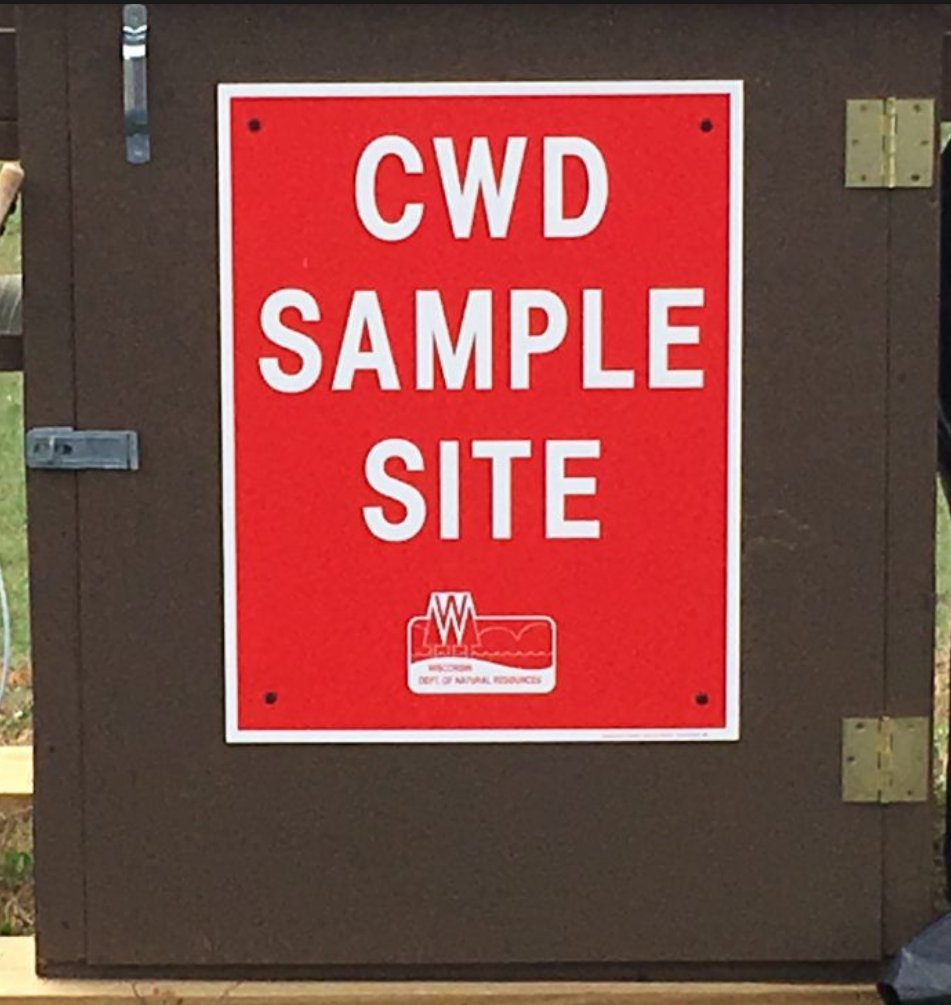 CWD
SAMPLE
SITE
W
WISCONSIN
DEPT. OF NATURAL RESOURCES